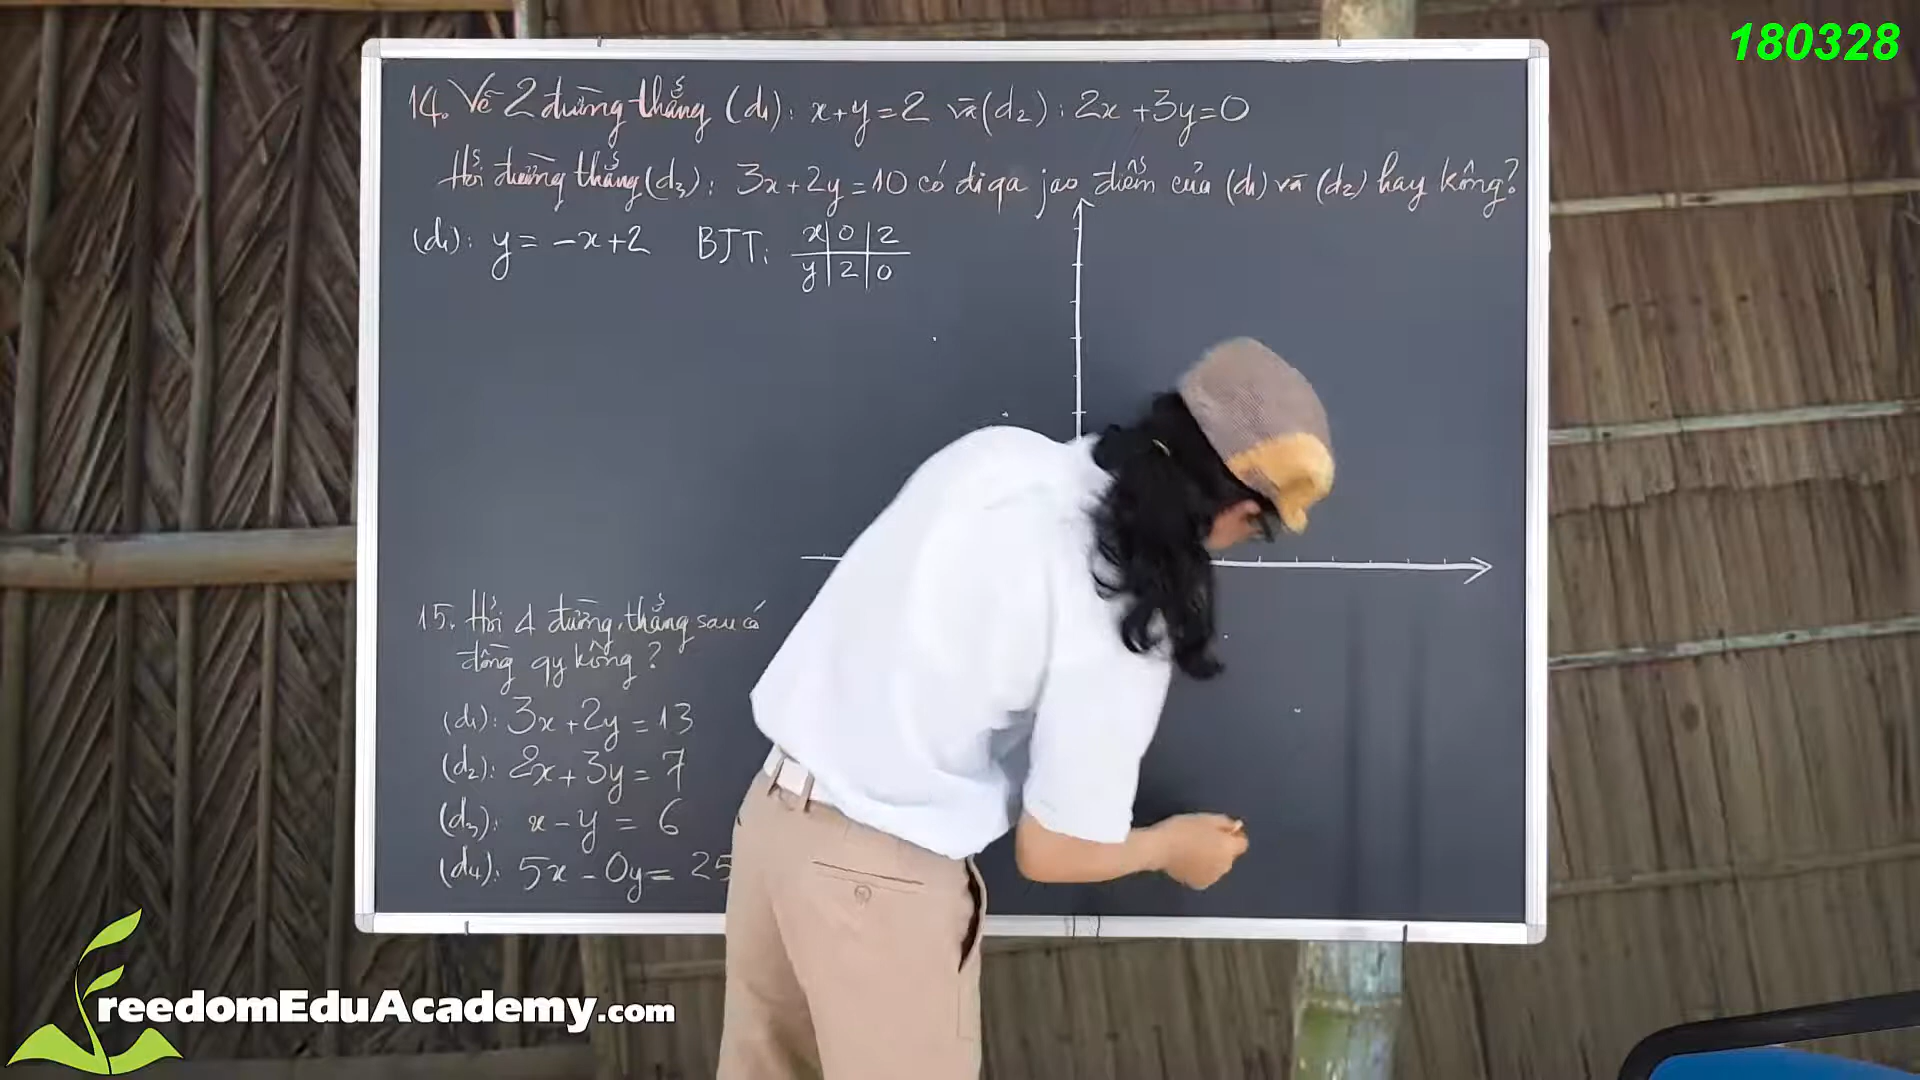 180328
14. Vẽ 2 đường thẳng (d₁): x+y=2 và (d₂): 2x+3y=0
Hỏi đường thẳng (d₃): 3x+2y=10 có đi qa jao điểm của (d₁) và (d₂) hay kông?
(d₁): y=-x+2 BJT: x | 0 | 2
y | 2 | 0
15. Hỏi 4 đường thẳng sau có
đồng qy kông?
(d₁): 3x+2y=13
(d₂): 2x+3y=7
(d₃): x-y=6
(d₄): 5x-0y=25
FreedomEduAcademy.com